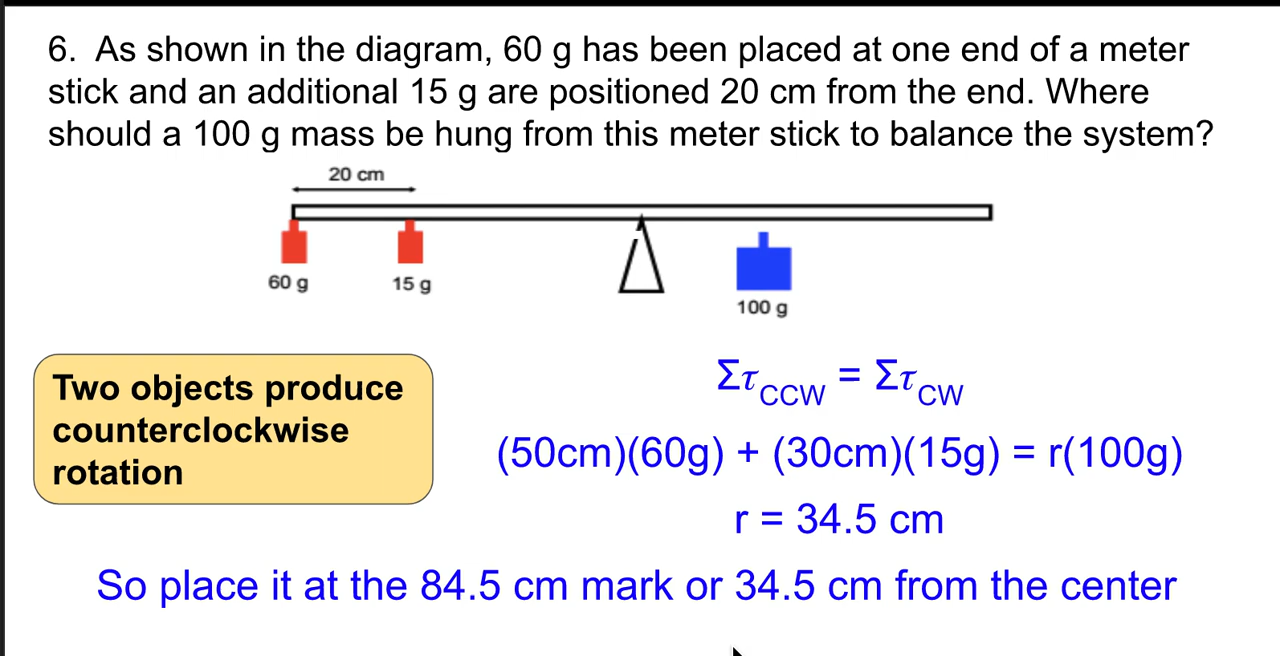 6. As shown in the diagram, 60 g has been placed at one end of a meter
stick and an additional 15 g are positioned 20 cm from the end. Where
should a 100 g mass be hung from this meter stick to balance the system?
20 cm
60 g
15 g
100 g
Two objects produce
counterclockwise
rotation
Στ_CCW = Στ_CW
(50cm)(60g) + (30cm)(15g) = r(100g)
r = 34.5 cm
So place it at the 84.5 cm mark or 34.5 cm from the center